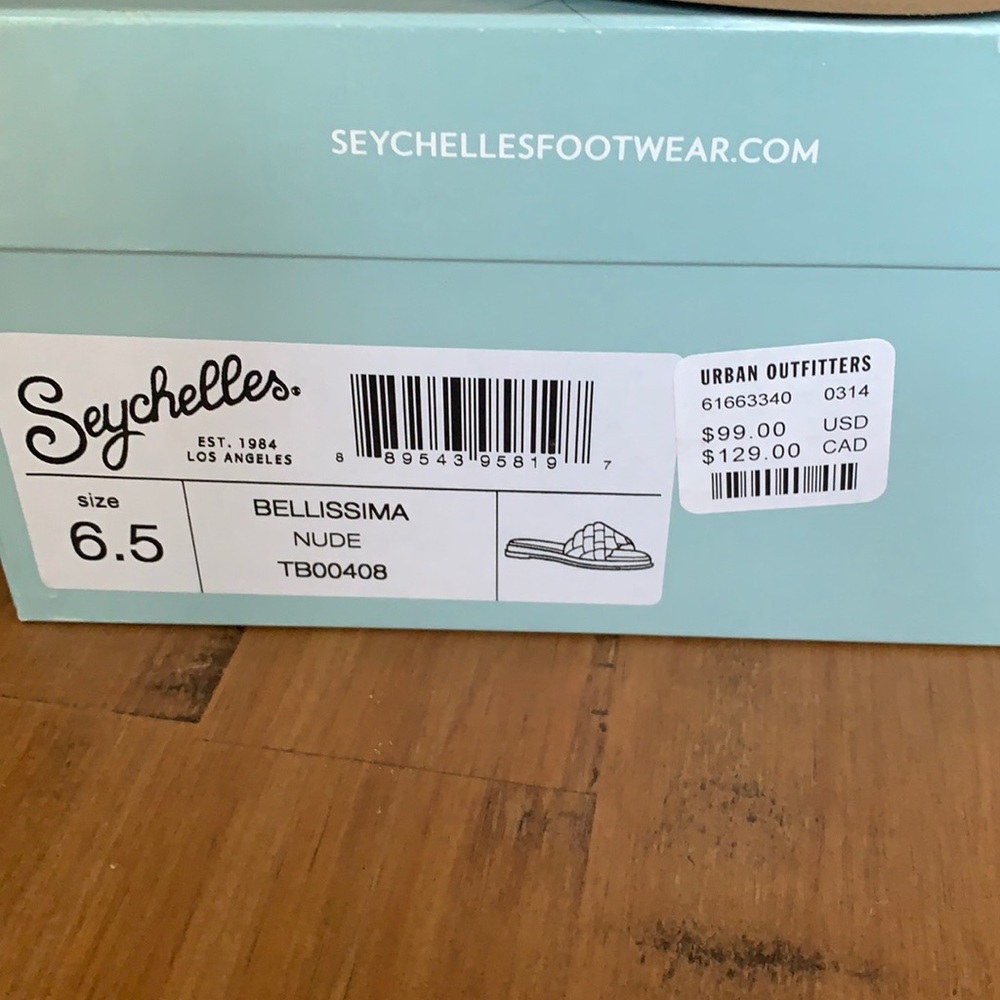 SEYCHELLESFOOTWEAR.COM
Seychelles.
EST. 1984
LOS ANGELES
8 89543 95819 7
size
6.5
BELLISSIMA
NUDE
TB00408
URBAN OUTFITTERS
61663340 0314
$99.00 USD
$129.00 CAD